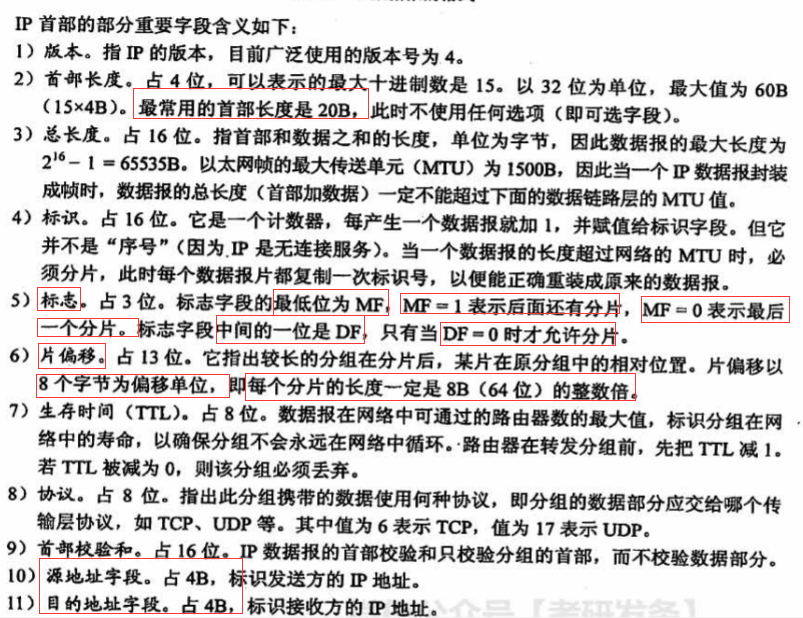 IP 首部的部分重要字段含义如下：
1）版本。指 IP 的版本，目前广泛使用的版本号为 4。
2）首部长度。占 4 位，可以表示的最大十进制数是 15。以 32 位为单位，最大值为 60B
（15×4B）。最常用的首部长度是 20B，此时不使用任何选项（即可选字段）。
3）总长度。占 16 位。指首部和数据之和的长度，单位为字节，因此数据报的最大长度为
2¹⁶－1＝65535B。以太网帧的最大传送单元（MTU）为 1500B，因此当一个 IP 数据报封装
成帧时，数据报的总长度（首部加数据）一定不能超过下面的数据链路层的 MTU 值。
4）标识。占 16 位。它是一个计数器，每产生一个数据报就加 1，并赋值给标识字段。但它
并不是“序号”（因为 IP 是无连接服务）。当一个数据报的长度超过网络的 MTU 时，必
须分片，此时每个数据报片都复制一次标识号，以便能正确重装成原来的数据报。
5）标志。占 3 位。标志字段的最低位为 MF，MF＝1 表示后面还有分片，MF＝0 表示最后
一个分片。标志字段中间的一位是 DF，只有当 DF＝0 时才允许分片。
6）片偏移。占 13 位。它指出较长的分组在分片后，某片在原分组中的相对位置。片偏移以
8 个字节为偏移单位，即每个分片的长度一定是 8B（64 位）的整数倍。
7）生存时间（TTL）。占 8 位。数据报在网络中可通过的路由器数的最大值，标识分组在网
络中的寿命，以确保分组不会永远在网络中循环。路由器在转发分组前，先把 TTL 减 1。
若 TTL 被减为 0，则该分组必须丢弃。
8）协议。占 8 位。指出此分组携带的数据使用何种协议，即分组的数据部分应交给哪个传
输层协议，如 TCP、UDP 等。其中值为 6 表示 TCP，值为 17 表示 UDP。
9）首部校验和。占 16 位。IP 数据报的首部校验和只校验分组的首部，而不校验数据部分。
10）源地址字段。占 4B，标识发送方的 IP 地址。
11）目的地址字段。占 4B，标识接收方的 IP 地址。
公众号【考研发条】